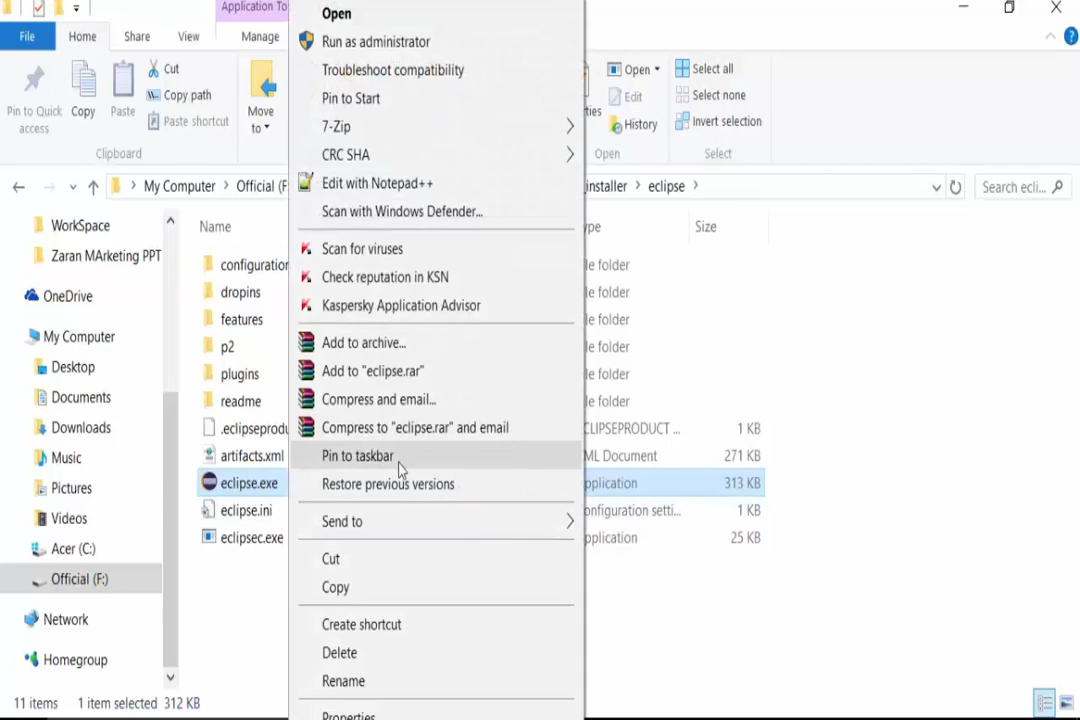 Application To
File
Home
Share
View
Manage
Pin to Quick access
Copy
Paste
Cut
Copy path
Paste shortcut
Move to
Clipboard
Open
Edit
History
Open
Select all
Select none
Invert selection
Select
My Computer
Official (F:
installer
eclipse
Search ecli...
WorkSpace
Zaran MArketing PPT
OneDrive
My Computer
Desktop
Documents
Downloads
Music
Pictures
Videos
Acer (C:)
Official (F:)
Network
Homegroup
Name
Size
configuration
dropins
features
p2
plugins
readme
.eclipseprodu
artifacts.xml
eclipse.exe
eclipse.ini
eclipsec.exe
ype
le folder
le folder
le folder
le folder
le folder
le folder
CLIPSEPRODUCT ...
1 KB
ML Document
271 KB
pplication
313 KB
onfiguration setti...
1 KB
pplication
25 KB
Open
Run as administrator
Troubleshoot compatibility
Pin to Start
7-Zip
CRC SHA
Edit with Notepad++
Scan with Windows Defender...
Scan for viruses
Check reputation in KSN
Kaspersky Application Advisor
Add to archive...
Add to "eclipse.rar"
Compress and email...
Compress to "eclipse.rar" and email
Pin to taskbar
Restore previous versions
Send to
Cut
Copy
Create shortcut
Delete
Rename
Properties
11 items
1 item selected 312 KB